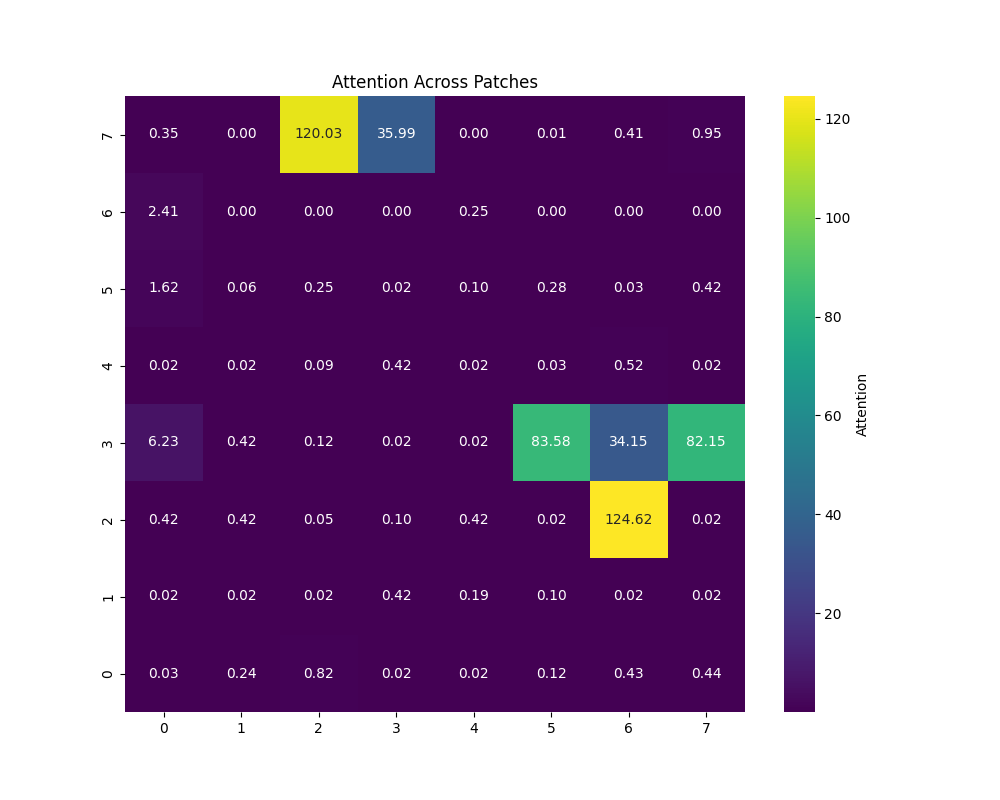 Attention Across Patches
7 0.35 0.00 120.03 35.99 0.00 0.01 0.41 0.95
6 2.41 0.00 0.00 0.00 0.25 0.00 0.00 0.00
5 1.62 0.06 0.25 0.02 0.10 0.28 0.03 0.42
4 0.02 0.02 0.09 0.42 0.02 0.03 0.52 0.02
3 6.23 0.42 0.12 0.02 0.02 83.58 34.15 82.15
2 0.42 0.42 0.05 0.10 0.42 0.02 124.62 0.02
1 0.02 0.02 0.02 0.42 0.19 0.10 0.02 0.02
0 0.03 0.24 0.82 0.02 0.02 0.12 0.43 0.44
0 1 2 3 4 5 6 7
120
100
80
60
40
20
Attention